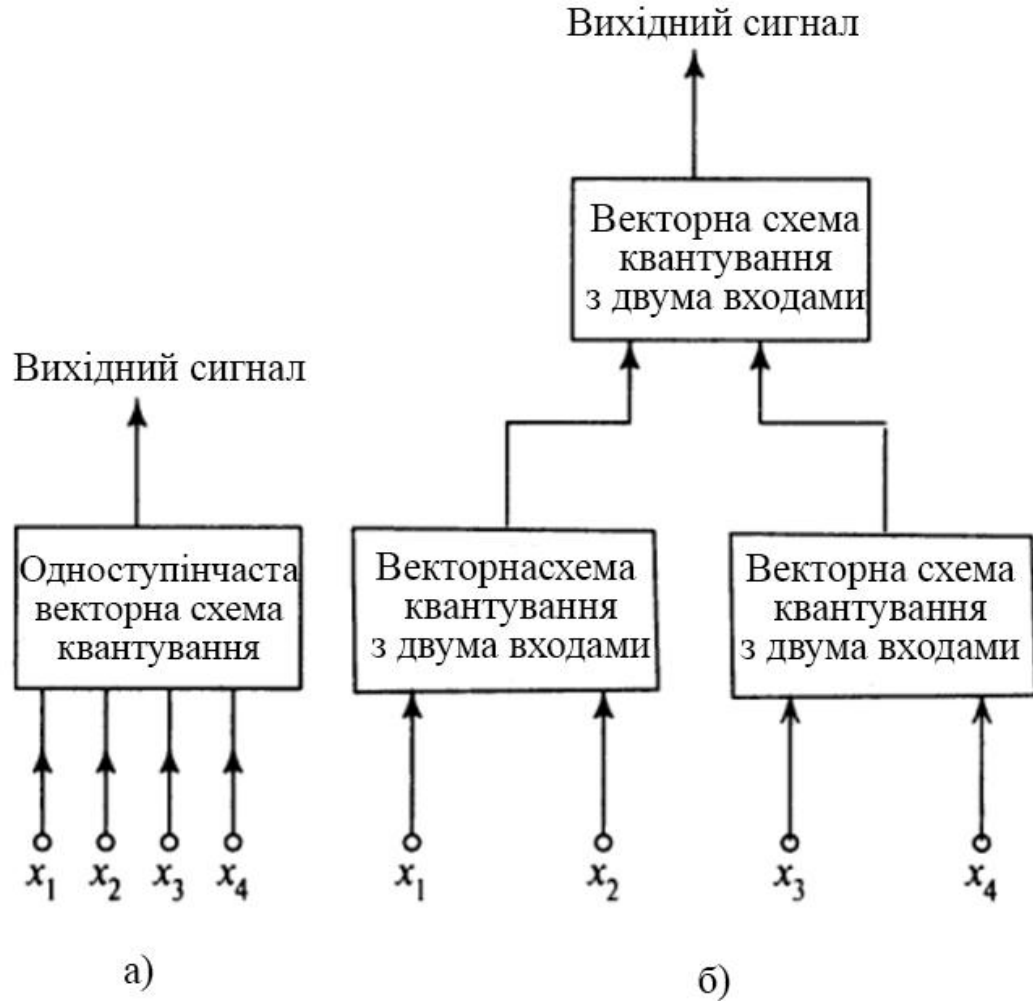 Вихідний сигнал
Векторна схема
квантування
з двума входами
Вихідний сигнал
Одноступінчаста
векторна схема
квантування
Векторнасхема
квантування
з двума входами
Векторна схема
квантування
з двума входами
x1 x2 x3 x4
x1 x2 x3 x4
а)
б)